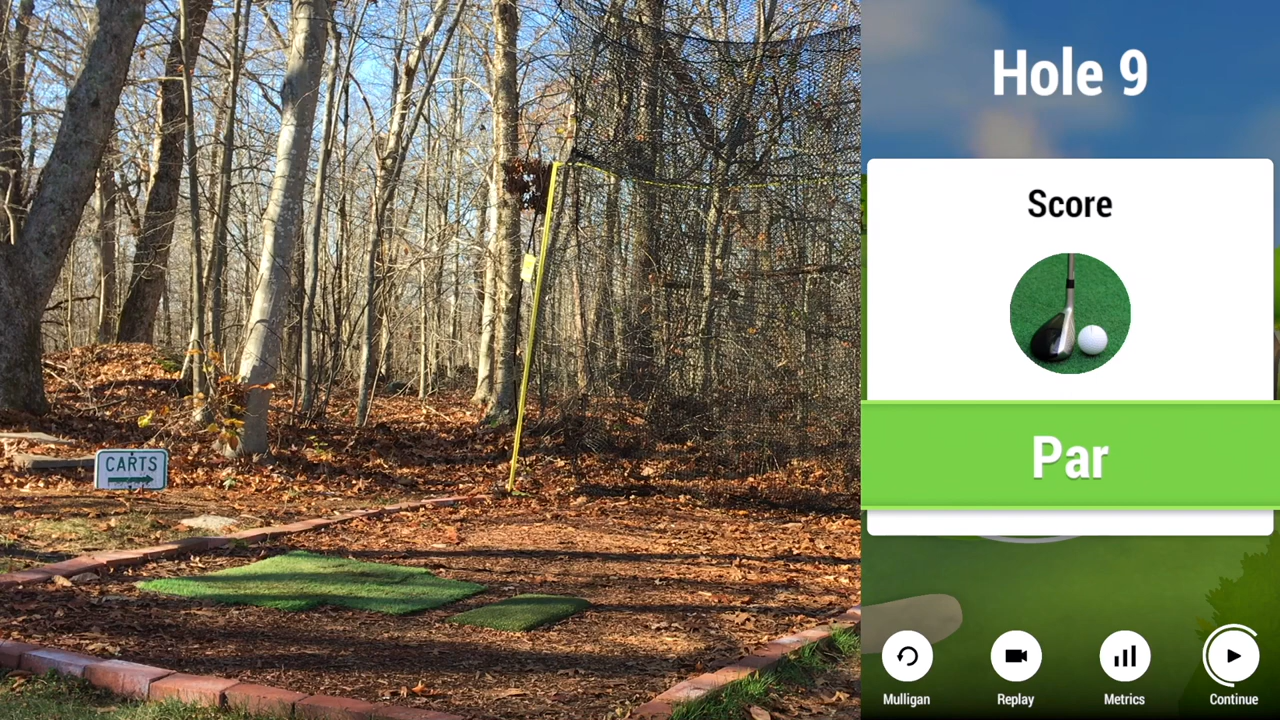 CARTS
Hole 9
Score
Par
Mulligan
Replay
Metrics
Continue